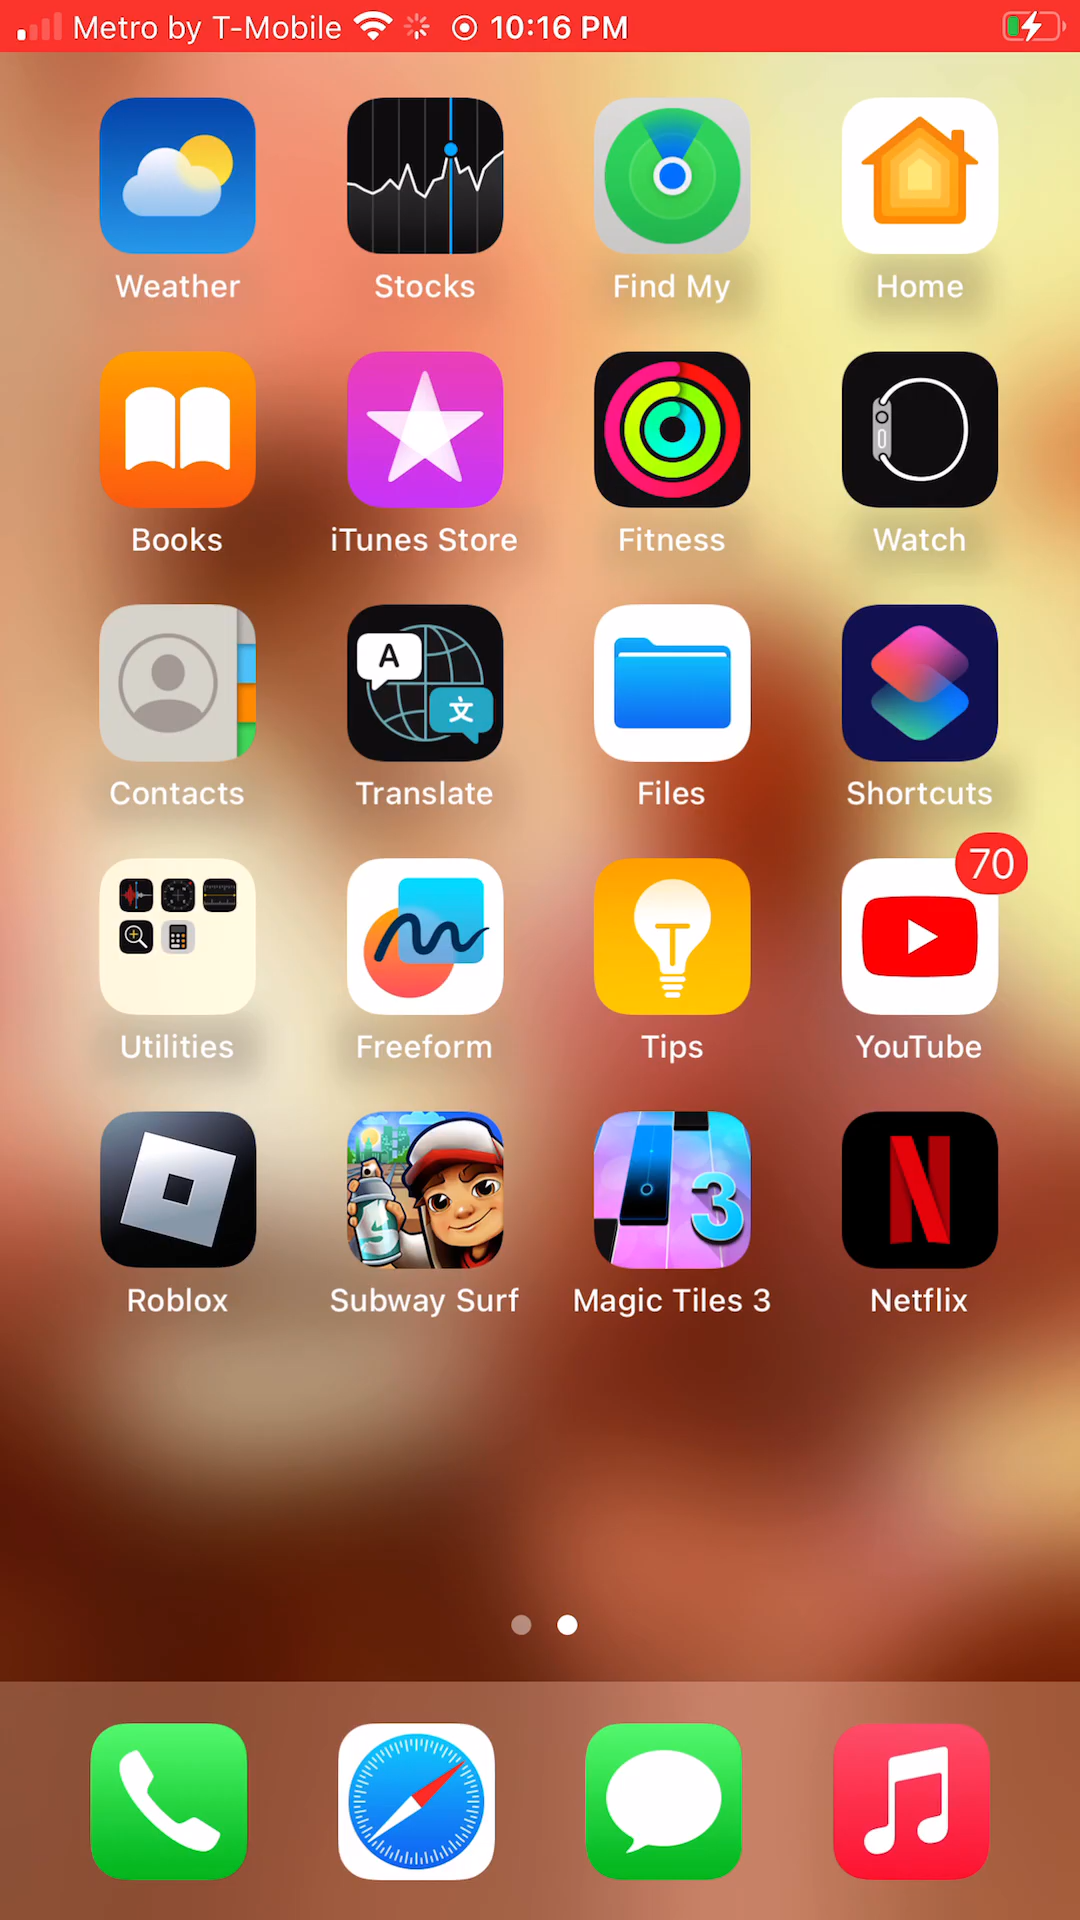 Metro by T-Mobile 10:16 PM
Weather Stocks Find My Home
Books iTunes Store Fitness Watch
A 文
Contacts Translate Files Shortcuts
70
Utilities Freeform Tips YouTube
S 3 N
Roblox Subway Surf Magic Tiles 3 Netflix